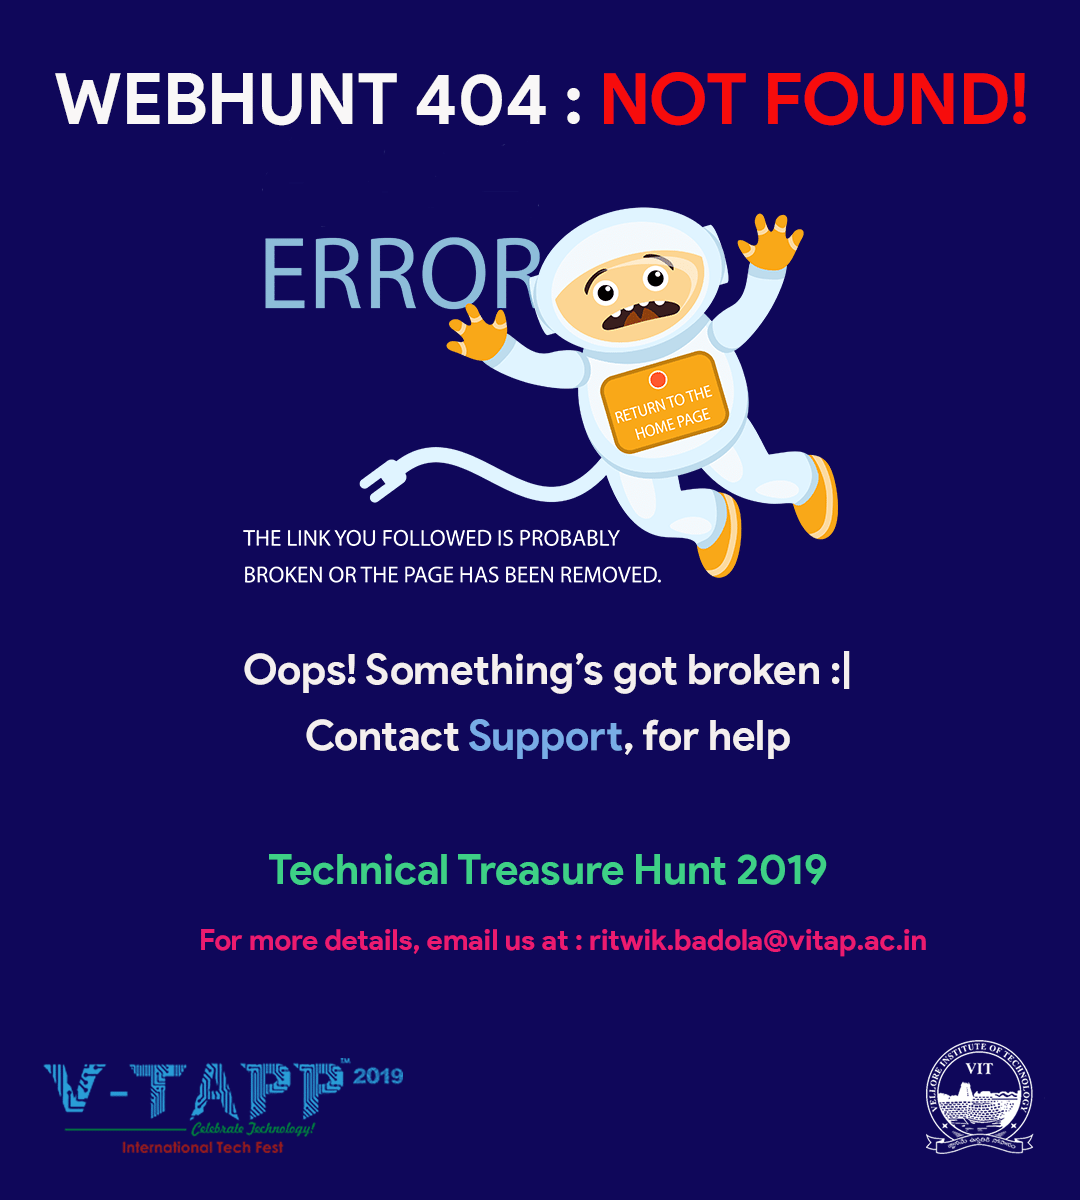 WEBHUNT 404 : NOT FOUND!
ERROR
RETURN TO THE
HOME PAGE
THE LINK YOU FOLLOWED IS PROBABLY
BROKEN OR THE PAGE HAS BEEN REMOVED.
Oops! Something’s got broken :|
Contact Support, for help
Technical Treasure Hunt 2019
For more details, email us at : ritwik.badola@vitap.ac.in
V-TAPP™ 2019
Celebrate Technology!
International Tech Fest
VELLORE INSTITUTE OF TECHNOLOGY
VIT